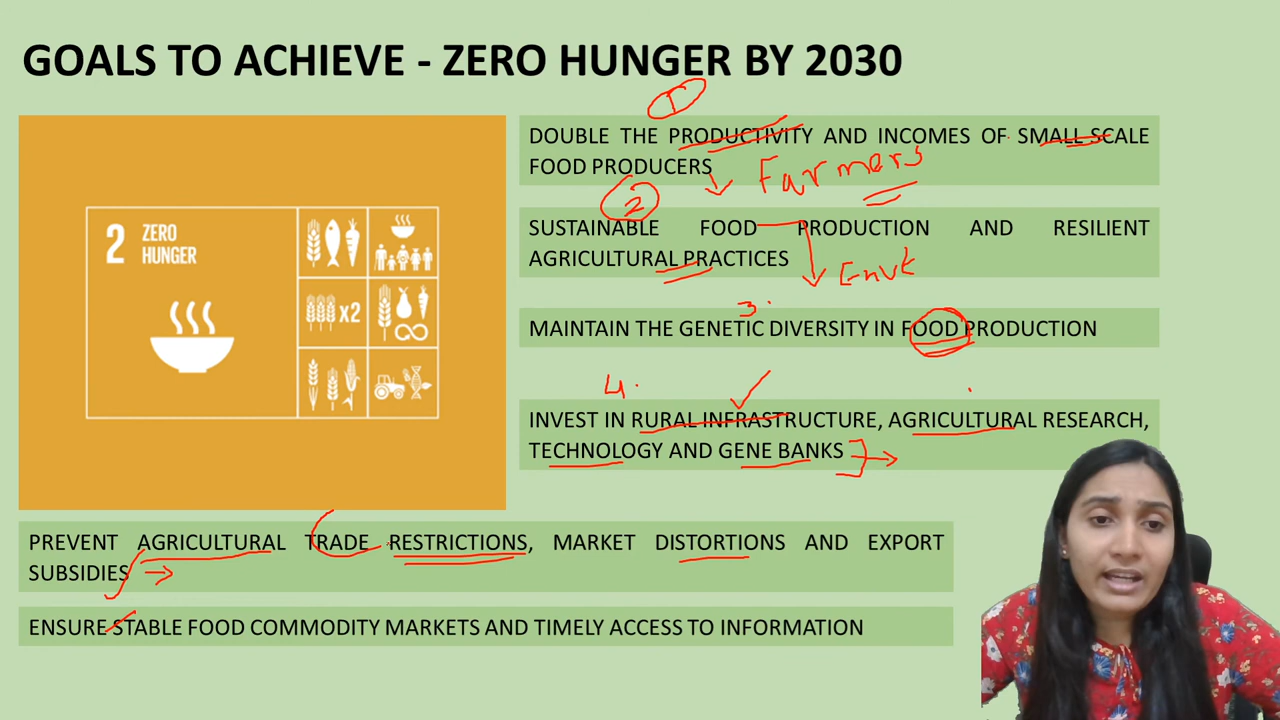 GOALS TO ACHIEVE - ZERO HUNGER BY 2030
1
DOUBLE THE PRODUCTIVITY AND INCOMES OF SMALL SCALE
FOOD PRODUCERS
Farmers
2
SUSTAINABLE FOOD PRODUCTION AND RESILIENT
AGRICULTURAL PRACTICES
Envt
3.
MAINTAIN THE GENETIC DIVERSITY IN FOOD PRODUCTION
4.
INVEST IN RURAL INFRASTRUCTURE, AGRICULTURAL RESEARCH,
TECHNOLOGY AND GENE BANKS
2 ZERO
HUNGER
x2
PREVENT AGRICULTURAL TRADE RESTRICTIONS, MARKET DISTORTIONS AND EXPORT
SUBSIDIES
ENSURE STABLE FOOD COMMODITY MARKETS AND TIMELY ACCESS TO INFORMATION